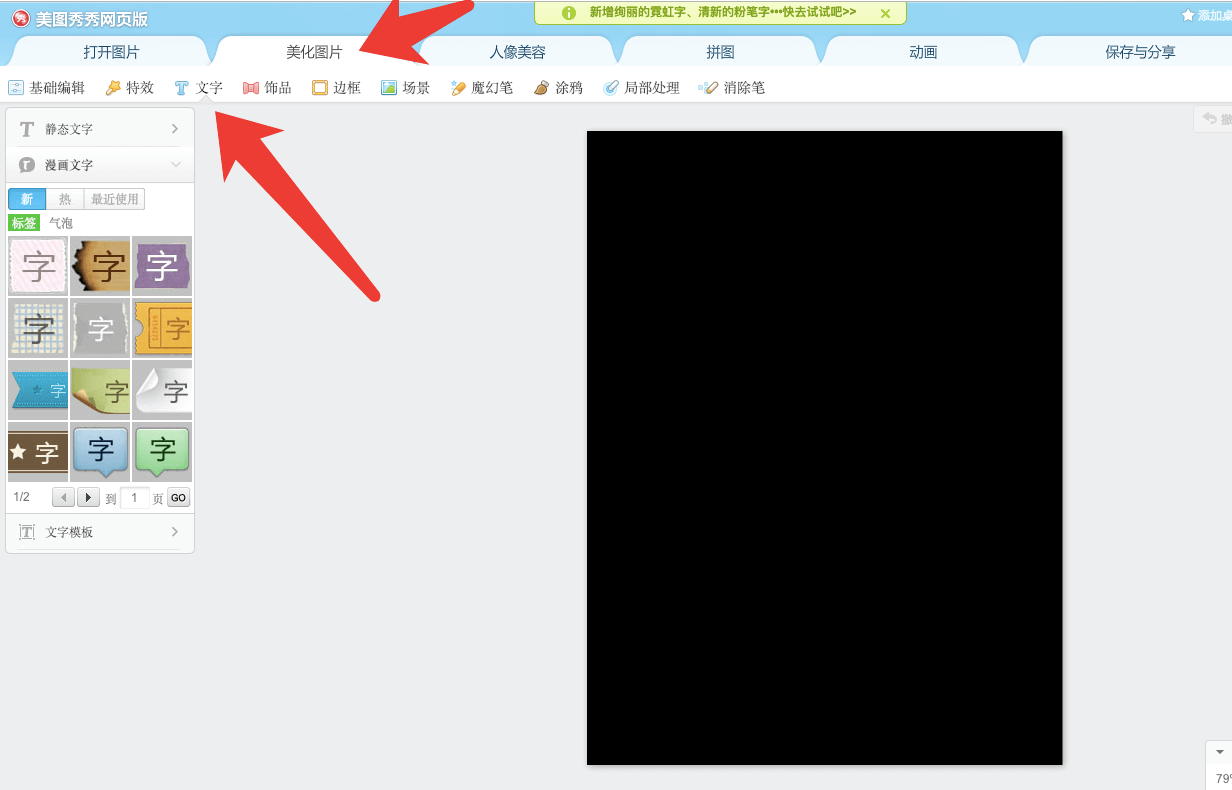 美图秀秀网页版
新增绚丽的霓虹字、清新的粉笔字•••快去试试吧>>
添加桌
打开图片 美化图片 人像美容 拼图 动画 保存与分享
基础编辑 特效 文字 饰品 边框 场景 魔幻笔 涂鸦 局部处理 消除笔
静态文字
撤
漫画文字
新 热 最近使用
标签 气泡
字 字 字
字 字 字
字 字 字
字 字 字
1/2 到 1 页 GO
文字模板
79%